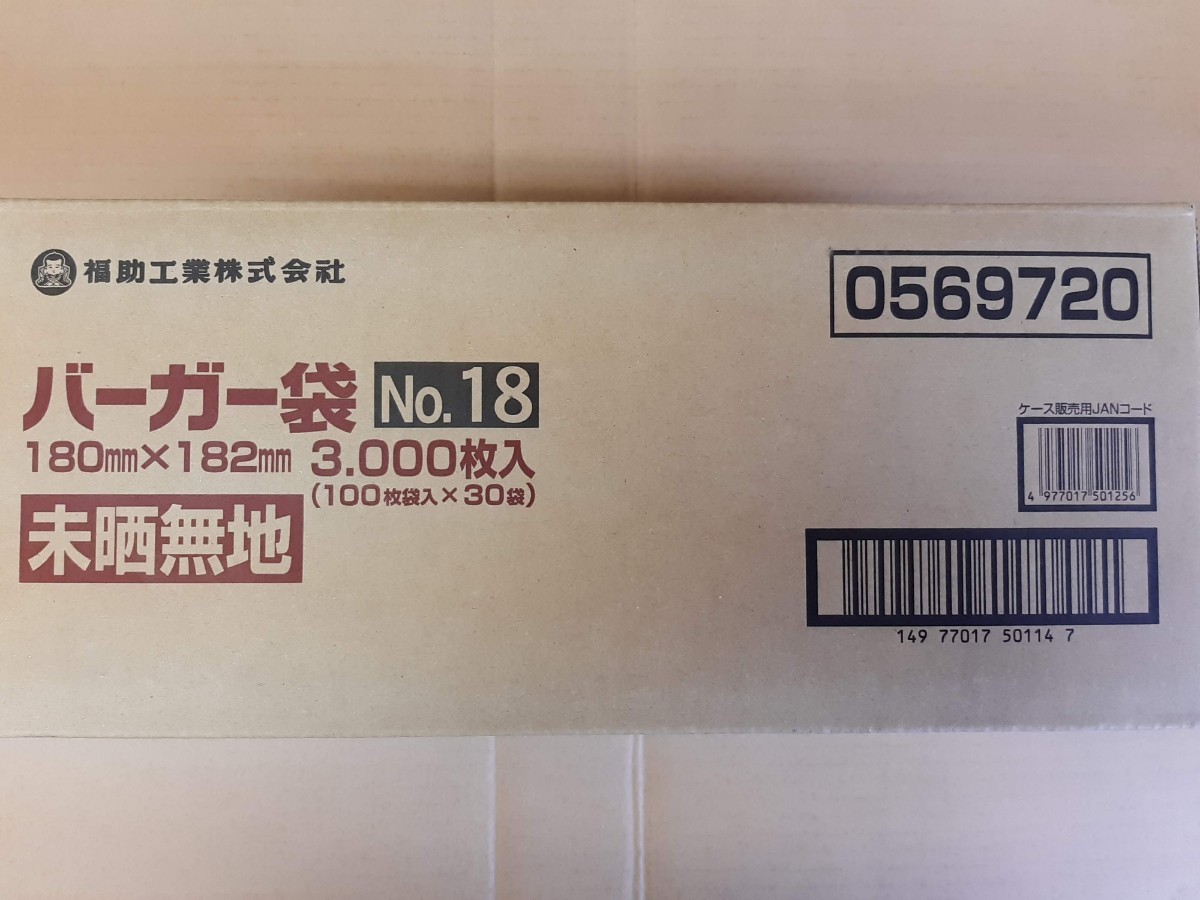 福助工業株式会社
0569720
バーガー袋 No.18
180mm×182mm 3.000枚入
(100枚袋入×30袋)
未晒無地
ケース販売用JANコード
4 977017 501256
149 77017 50114 7